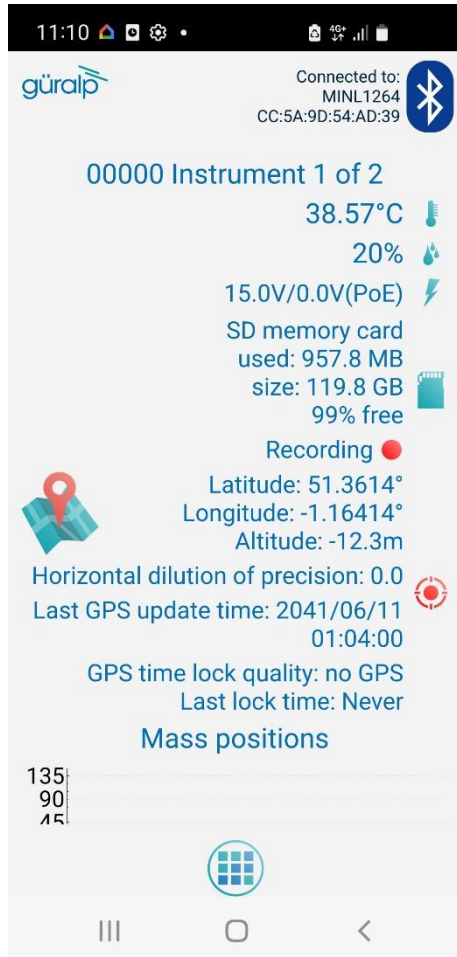 11:10
4G+
güralp
Connected to:
MINL1264
CC:5A:9D:54:AD:39
00000 Instrument 1 of 2
38.57°C
20%
15.0V/0.0V(PoE)
SD memory card
used: 957.8 MB
size: 119.8 GB
99% free
Recording
Latitude: 51.3614°
Longitude: -1.16414°
Altitude: -12.3m
Horizontal dilution of precision: 0.0
Last GPS update time: 2041/06/11
01:04:00
GPS time lock quality: no GPS
Last lock time: Never
Mass positions
135
90
45